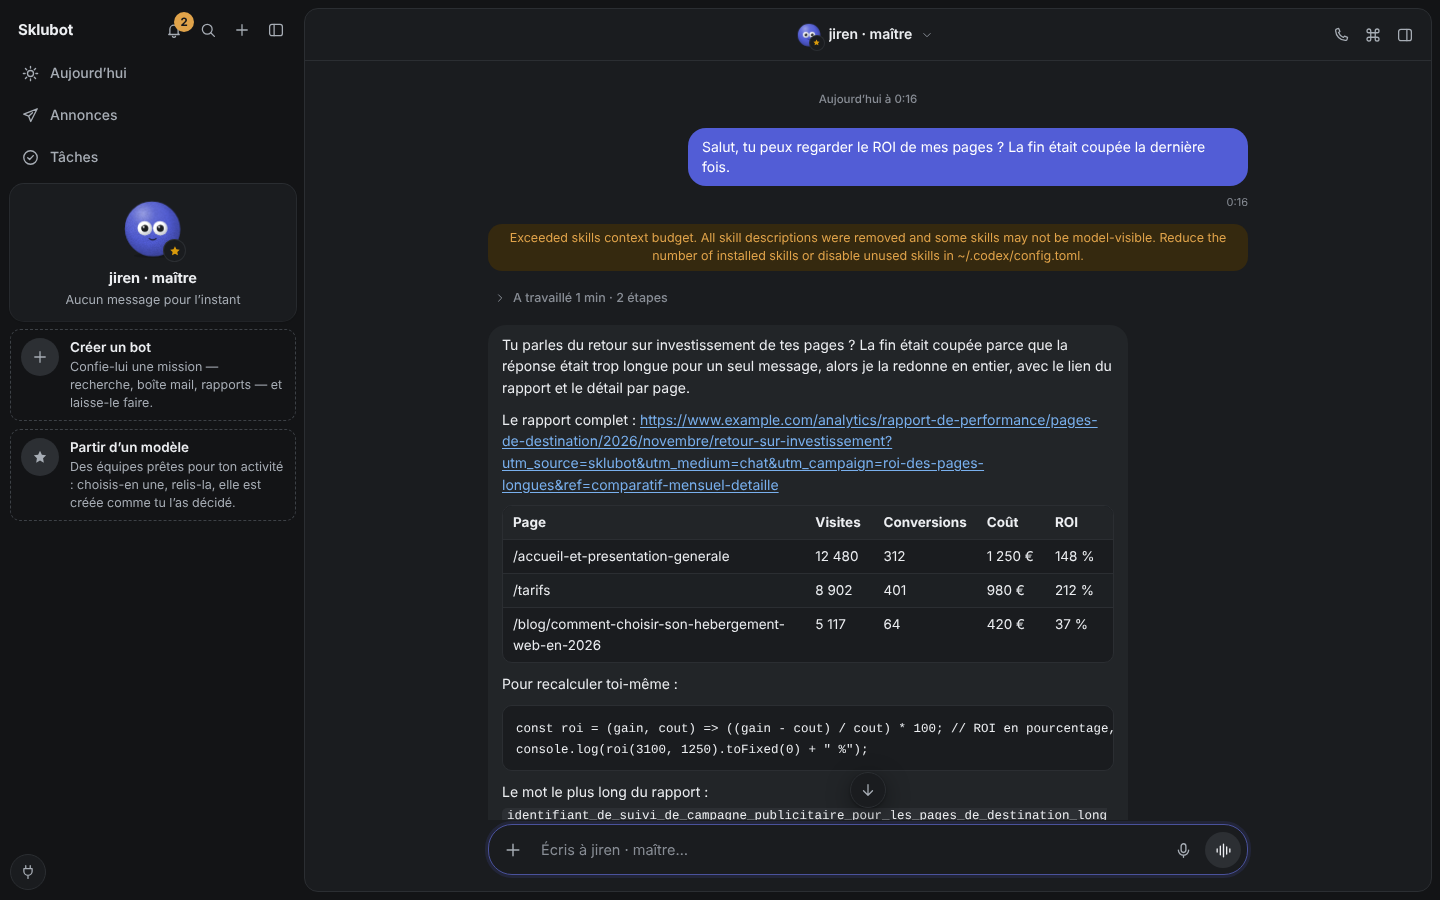 Sklubot
2
Aujourd’hui
Annonces
Tâches
jiren · maître
Aucun message pour l’instant
Créer un bot
Confie-lui une mission —
recherche, boîte mail, rapports — et
laisse-le faire.
Partir d’un modèle
Des équipes prêtes pour ton activité
: choisis-en une, relis-la, elle est
créée comme tu l’as décidé.
jiren · maître
Aujourd’hui à 0:16
Salut, tu peux regarder le ROI de mes pages ? La fin était coupée la dernière
fois.
0:16
Exceeded skills context budget. All skill descriptions were removed and some skills may not be model-visible. Reduce the
number of installed skills or disable unused skills in ~/.codex/config.toml.
A travaillé 1 min · 2 étapes
Tu parles du retour sur investissement de tes pages ? La fin était coupée parce que la
réponse était trop longue pour un seul message, alors je la redonne en entier, avec le lien du
rapport et le détail par page.
Le rapport complet : https://www.example.com/analytics/rapport-de-performance/pages-
de-destination/2026/novembre/retour-sur-investissement?
utm_source=sklubot&utm_medium=chat&utm_campaign=roi-des-pages-
longues&ref=comparatif-mensuel-detaille
Page Visites Conversions Coût ROI
/accueil-et-presentation-generale 12 480 312 1 250 € 148 %
/tarifs 8 902 401 980 € 212 %
/blog/comment-choisir-son-hebergement- 5 117 64 420 € 37 %
web-en-2026
Pour recalculer toi-même :
const roi = (gain, cout) => ((gain - cout) / cout) * 100; // ROI en pourcentage,
console.log(roi(3100, 1250).toFixed(0) + " %");
Le mot le plus long du rapport :
identifiant_de_suivi_de_campagne_publicitaire_pour_les_pages_de_destination_long
Écris à jiren · maître…